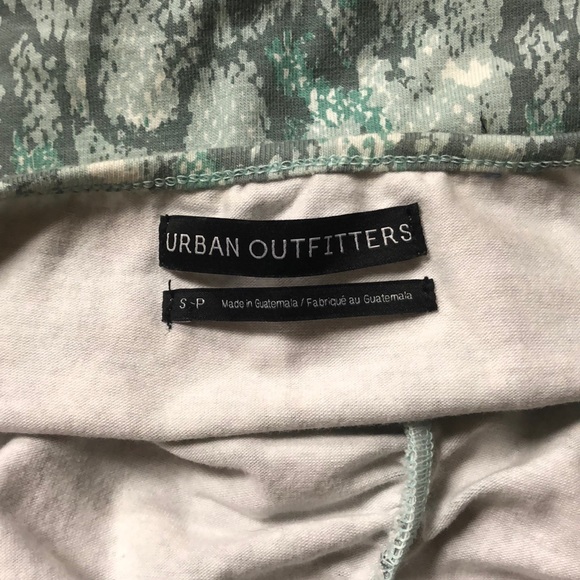 URBAN OUTFITTERS
S-P Made in Guatemala / Fabriqué au Guatemala